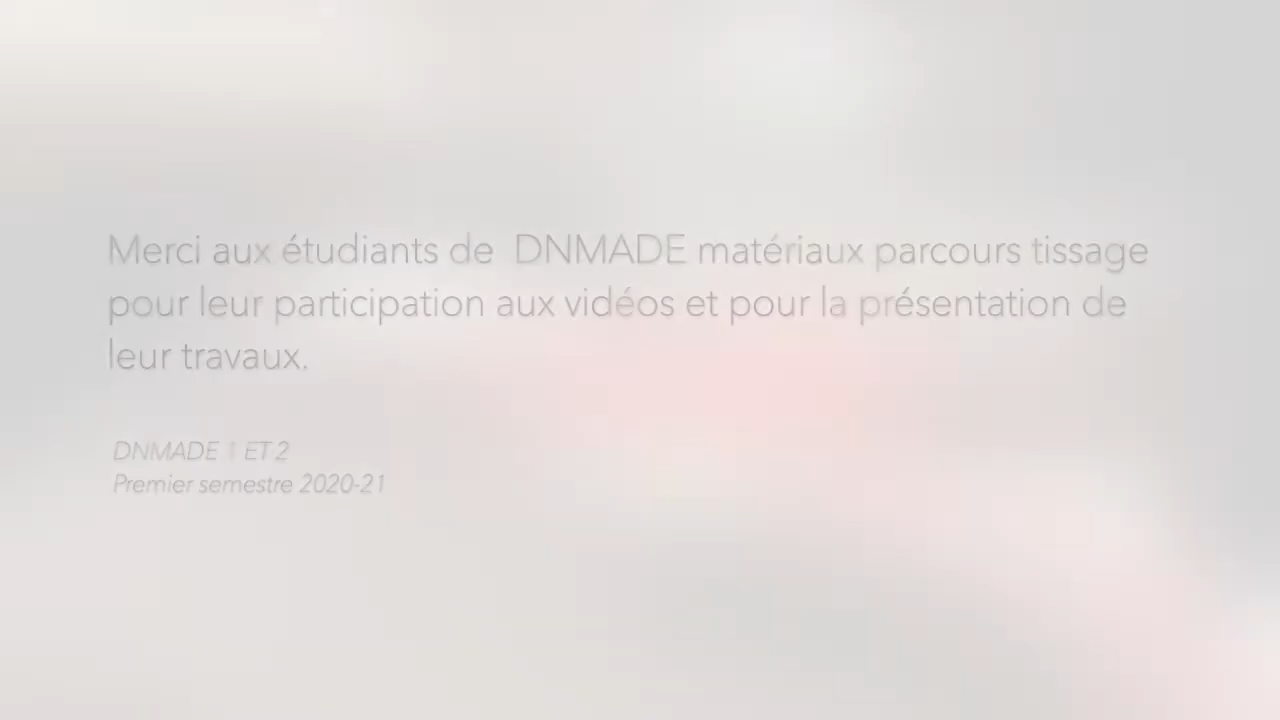 Merci aux étudiants de DNMADE matériaux parcours tissage
pour leur participation aux vidéos et pour la présentation de
leur travaux.
DNMADE 1 ET 2
Premier semestre 2020-21